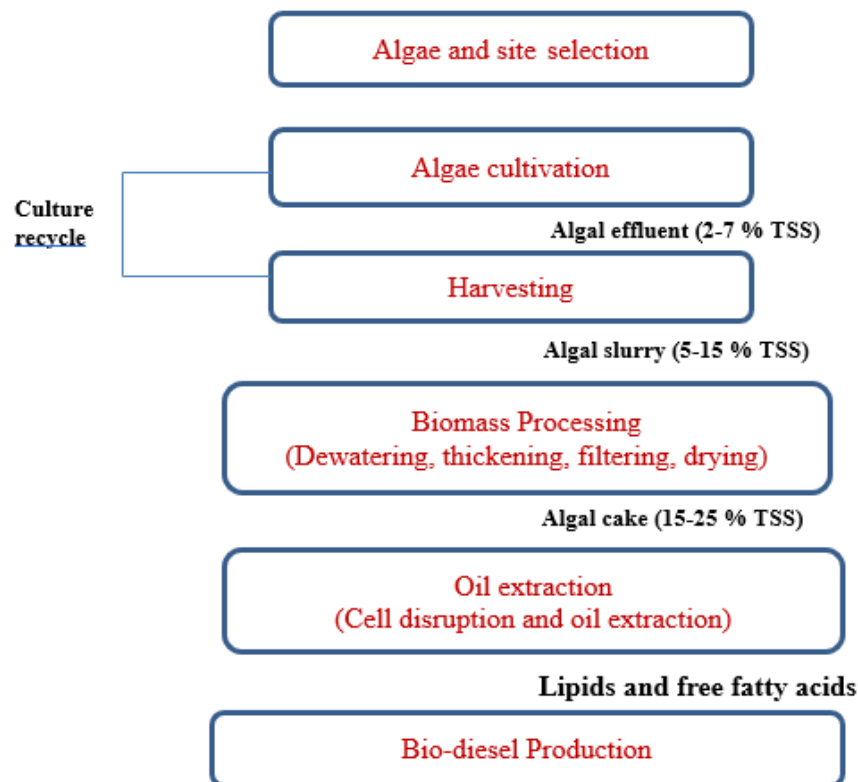 Algae and site selection
Algae cultivation
Culture
recycle
Algal effluent (2-7 % TSS)
Harvesting
Algal slurry (5-15 % TSS)
Biomass Processing
(Dewatering, thickening, filtering, drying)
Algal cake (15-25 % TSS)
Oil extraction
(Cell disruption and oil extraction)
Lipids and free fatty acids
Bio-diesel Production